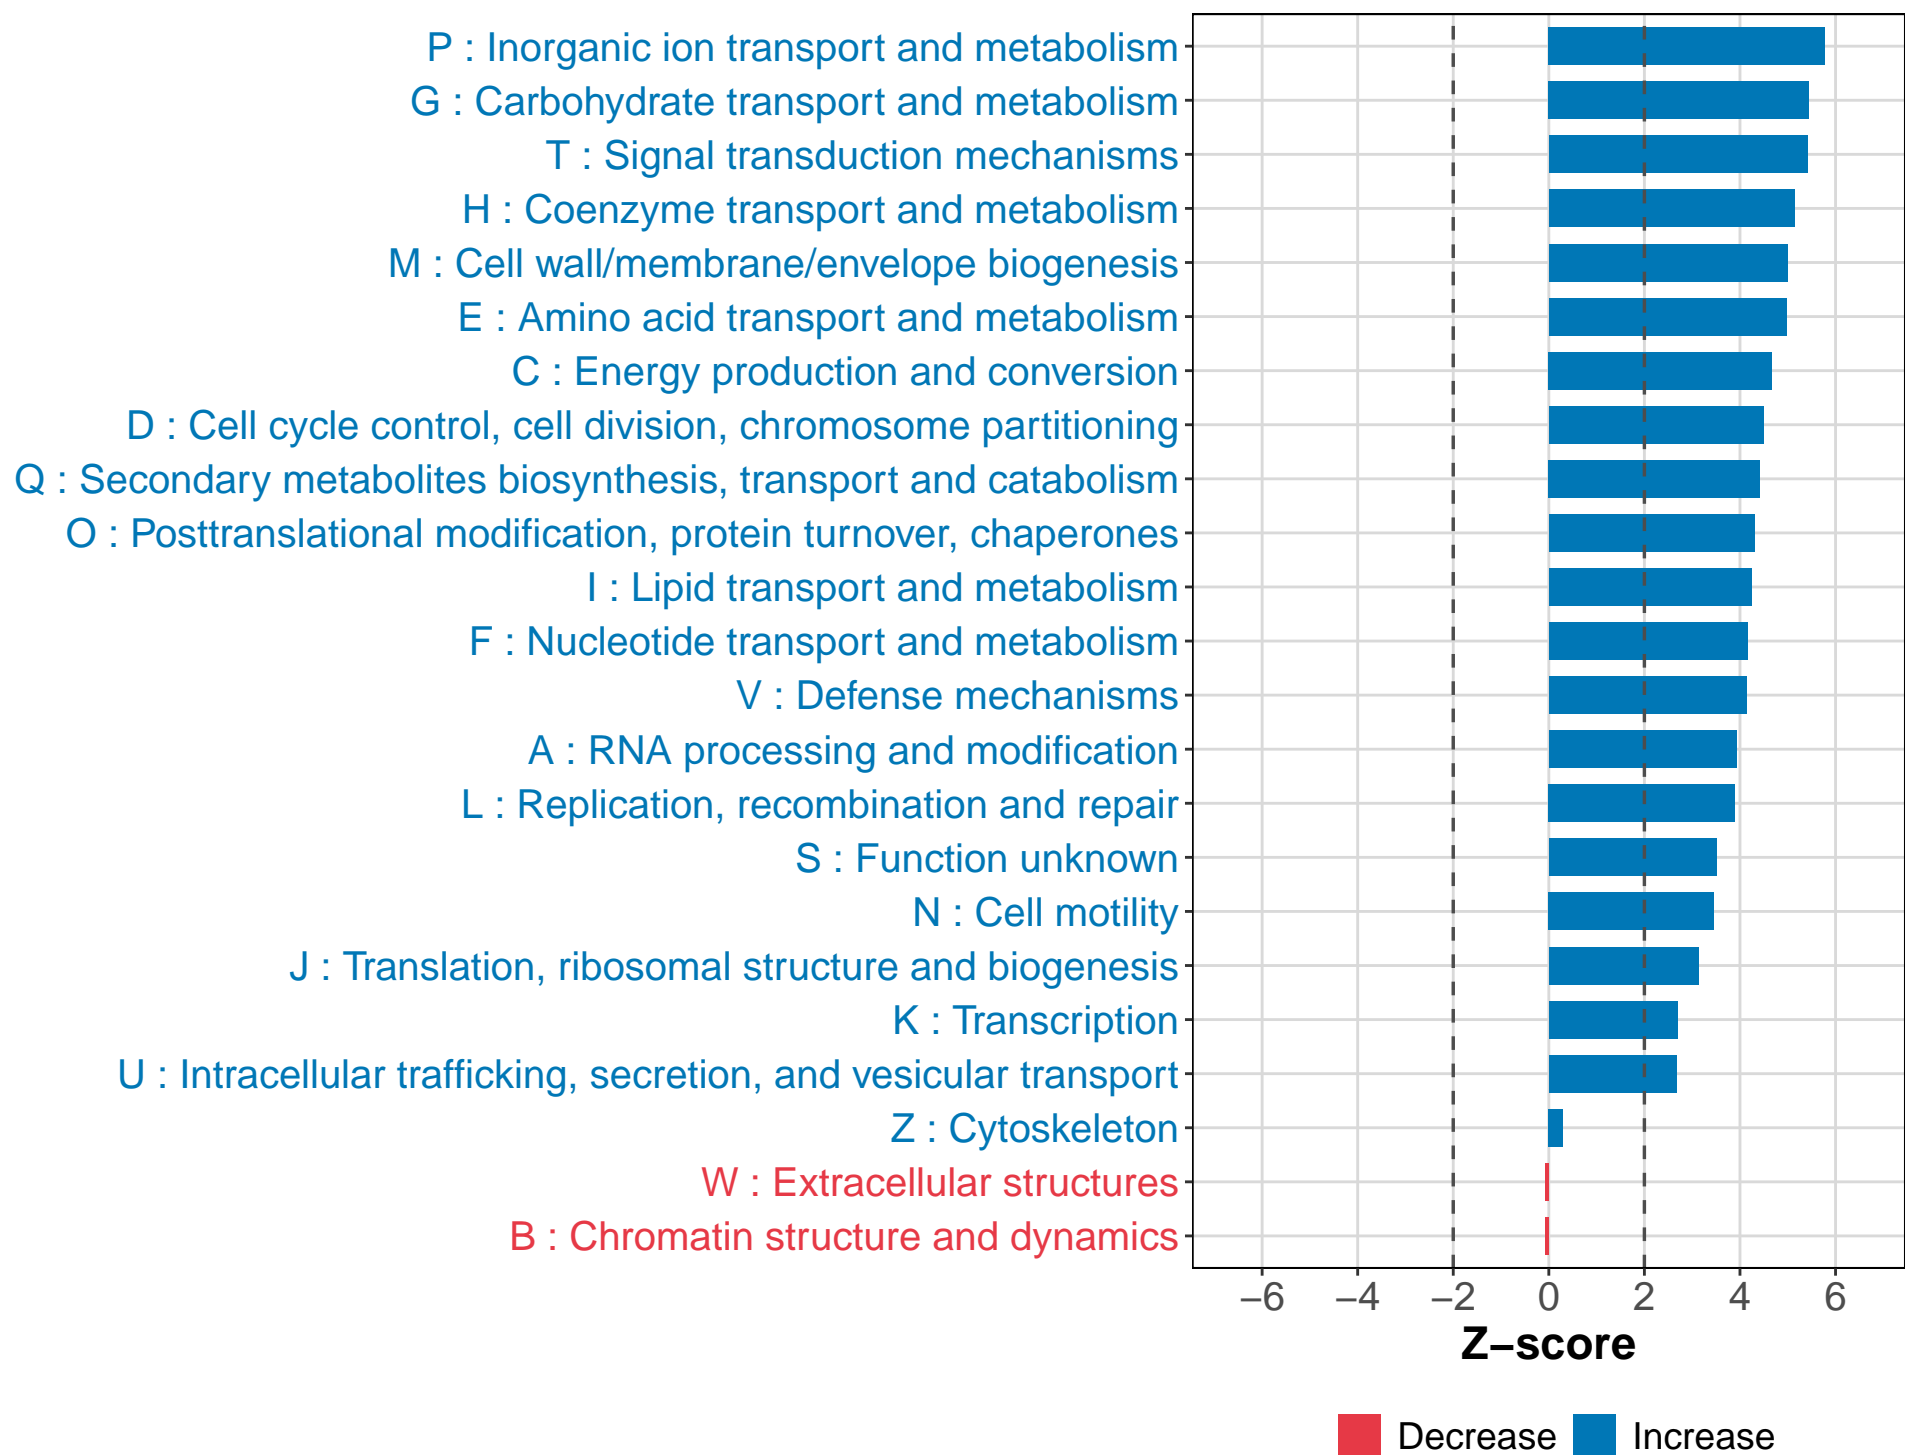 P : Inorganic ion transport and metabolism
G : Carbohydrate transport and metabolism
T : Signal transduction mechanisms
H : Coenzyme transport and metabolism
M : Cell wall/membrane/envelope biogenesis
E : Amino acid transport and metabolism
C : Energy production and conversion
D : Cell cycle control, cell division, chromosome partitioning
Q : Secondary metabolites biosynthesis, transport and catabolism
O : Posttranslational modification, protein turnover, chaperones
I : Lipid transport and metabolism
F : Nucleotide transport and metabolism
V : Defense mechanisms
A : RNA processing and modification
L : Replication, recombination and repair
S : Function unknown
N : Cell motility
J : Translation, ribosomal structure and biogenesis
K : Transcription
U : Intracellular trafficking, secretion, and vesicular transport
Z : Cytoskeleton
W : Extracellular structures
B : Chromatin structure and dynamics
−6 −4 −2 0 2 4 6
Z−score
Decrease Increase